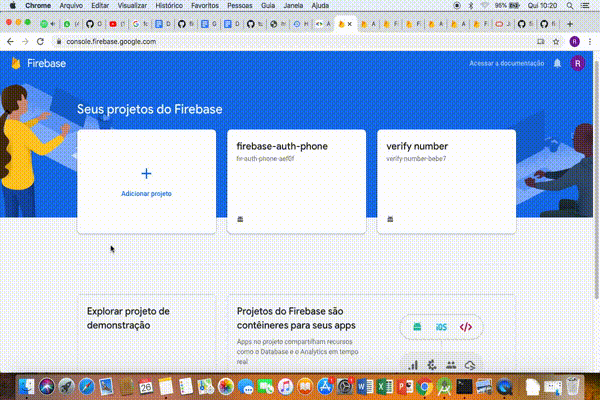 Chrome Arquivo Editar Visualizar Histórico Favoritos Pessoas Guia Janela Ajuda 96% Qui 10:20
console.firebase.google.com
R
Firebase
Acessar a documentação
R
Seus projetos do Firebase
Adicionar projeto
firebase-auth-phone
fir-auth-phone-aef0f
verify number
verify-number-bebe7
Explorar projeto de
demonstração
Projetos do Firebase são
contêineres para seus apps
Apps no projeto compartilham recursos
como o Database e o Analytics em tempo
real
iOS
26